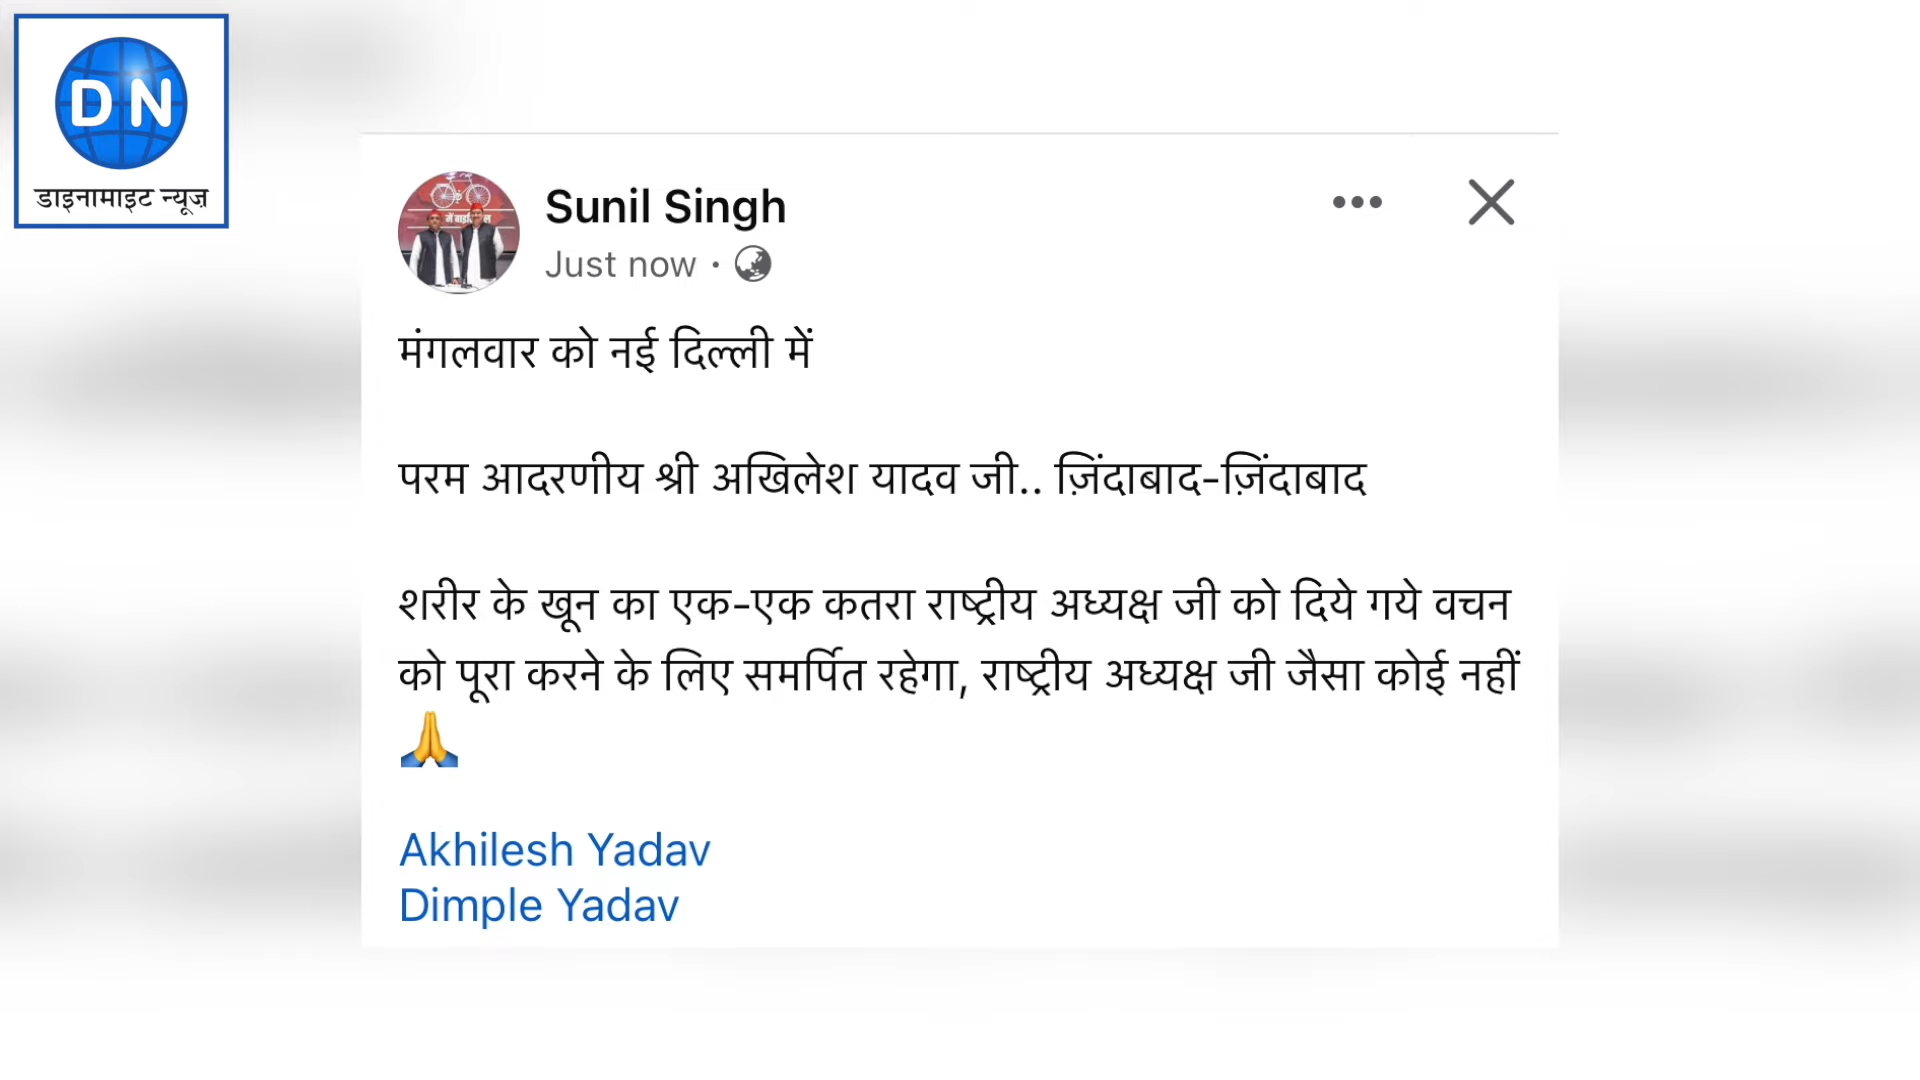 DN
डाइनामाइट न्यूज़
Sunil Singh
Just now
मंगलवार को नई दिल्ली में
परम आदरणीय श्री अखिलेश यादव जी.. ज़िंदाबाद-ज़िंदाबाद
शरीर के खून का एक-एक कतरा राष्ट्रीय अध्यक्ष जी को दिये गये वचन
को पूरा करने के लिए समर्पित रहेगा, राष्ट्रीय अध्यक्ष जी जैसा कोई नहीं
🙏
Akhilesh Yadav
Dimple Yadav